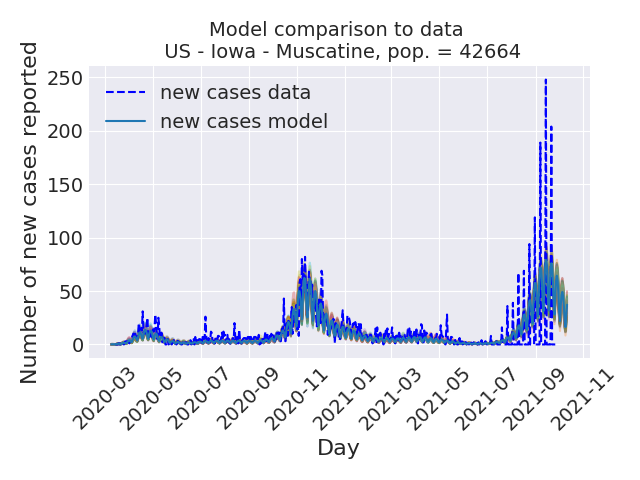 Model comparison to data
US - Iowa - Muscatine, pop. = 42664
Number of new cases reported
250
200
150
100
50
0
new cases data
new cases model
2020-03
2020-05
2020-07
2020-09
2020-11
2021-01
2021-03
2021-05
2021-07
2021-09
2021-11
Day